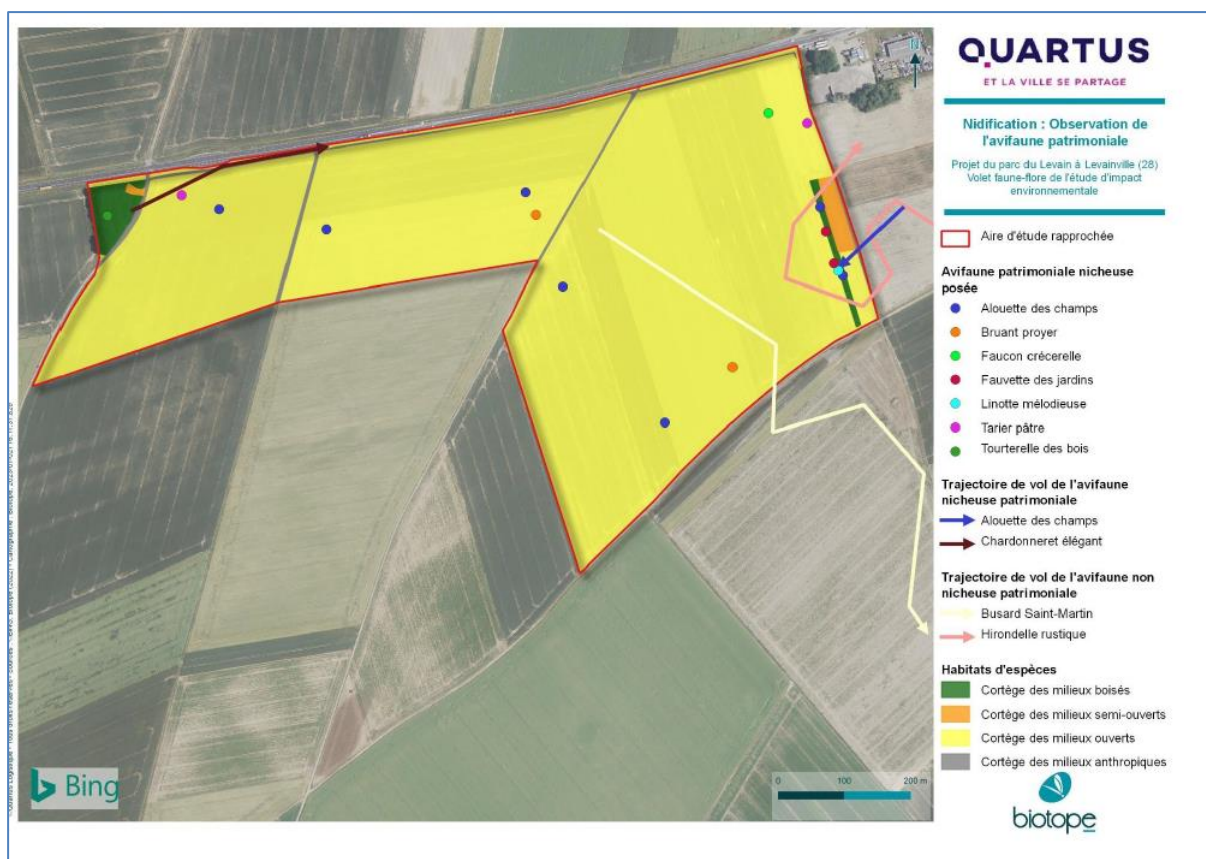 N
QUARTUS
ET LA VILLE SE PARTAGE
Nidification : Observation de
l'avifaune patrimoniale
Projet du parc du Levain à Levainville (28)
Volet faune-flore de l'étude d'impact
environnementale
Aire d'étude rapprochée
Avifaune patrimoniale nicheuse
posée
Alouette des champs
Bruant proyer
Faucon crécerelle
Fauvette des jardins
Linotte mélodieuse
Tarier pâtre
Tourterelle des bois
Trajectoire de vol de l'avifaune
nicheuse patrimoniale
Alouette des champs
Chardonneret élégant
Trajectoire de vol de l'avifaune non
nicheuse patrimoniale
Busard Saint-Martin
Hirondelle rustique
Habitats d'espèces
Cortège des milieux boisés
Cortège des milieux semi-ouverts
Cortège des milieux ouverts
Cortège des milieux anthropiques
biotope
Bing
0 100 200 m